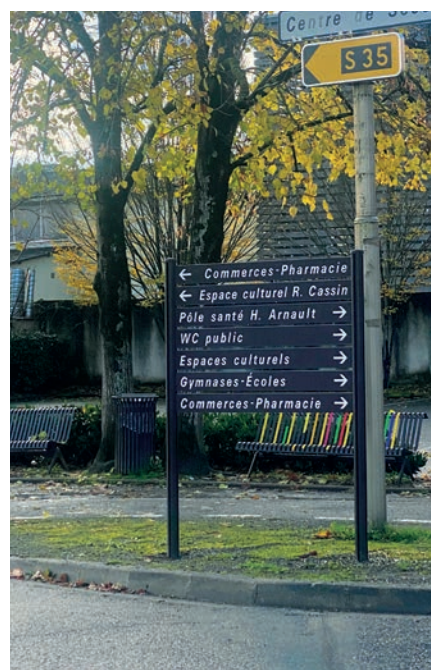 Centre de
S 35
← Commerces-Pharmacie
← Espace culturel R. Cassin
Pôle santé H. Arnault →
WC public →
Espaces culturels →
Gymnases-Écoles →
Commerces-Pharmacie →